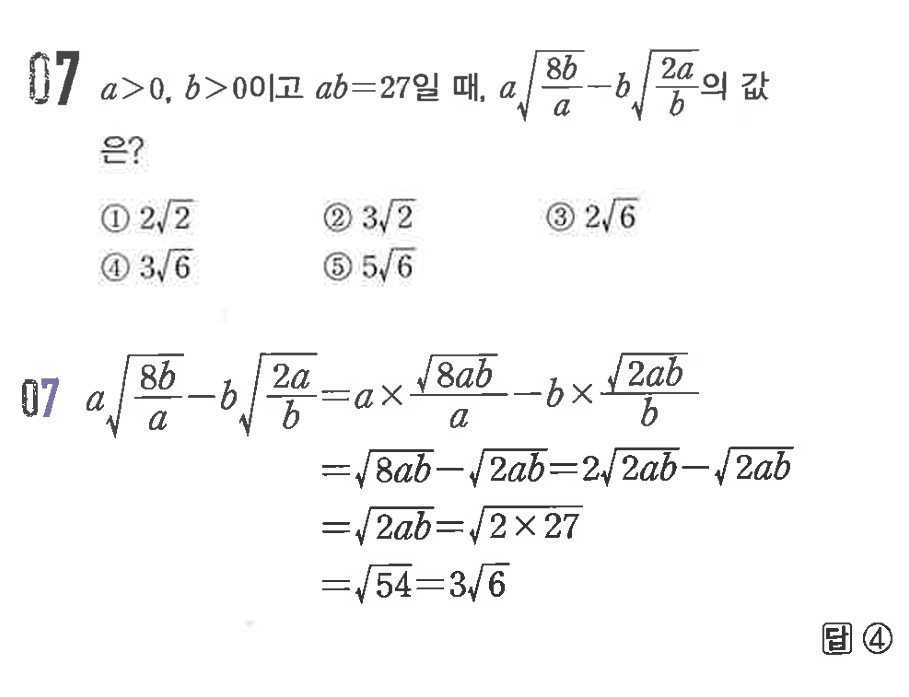 07 a>0, b>0이고 ab=27일 때, a√(8b/a)−b√(2a/b)의 값
은?
① 2√2 ② 3√2 ③ 2√6
④ 3√6 ⑤ 5√6
07 a√(8b/a)−b√(2a/b)=a×√(8ab)/a−b×√(2ab)/b
=√(8ab)−√(2ab)=2√(2ab)−√(2ab)
=√(2ab)=√(2×27)
=√54=3√6
답 ④